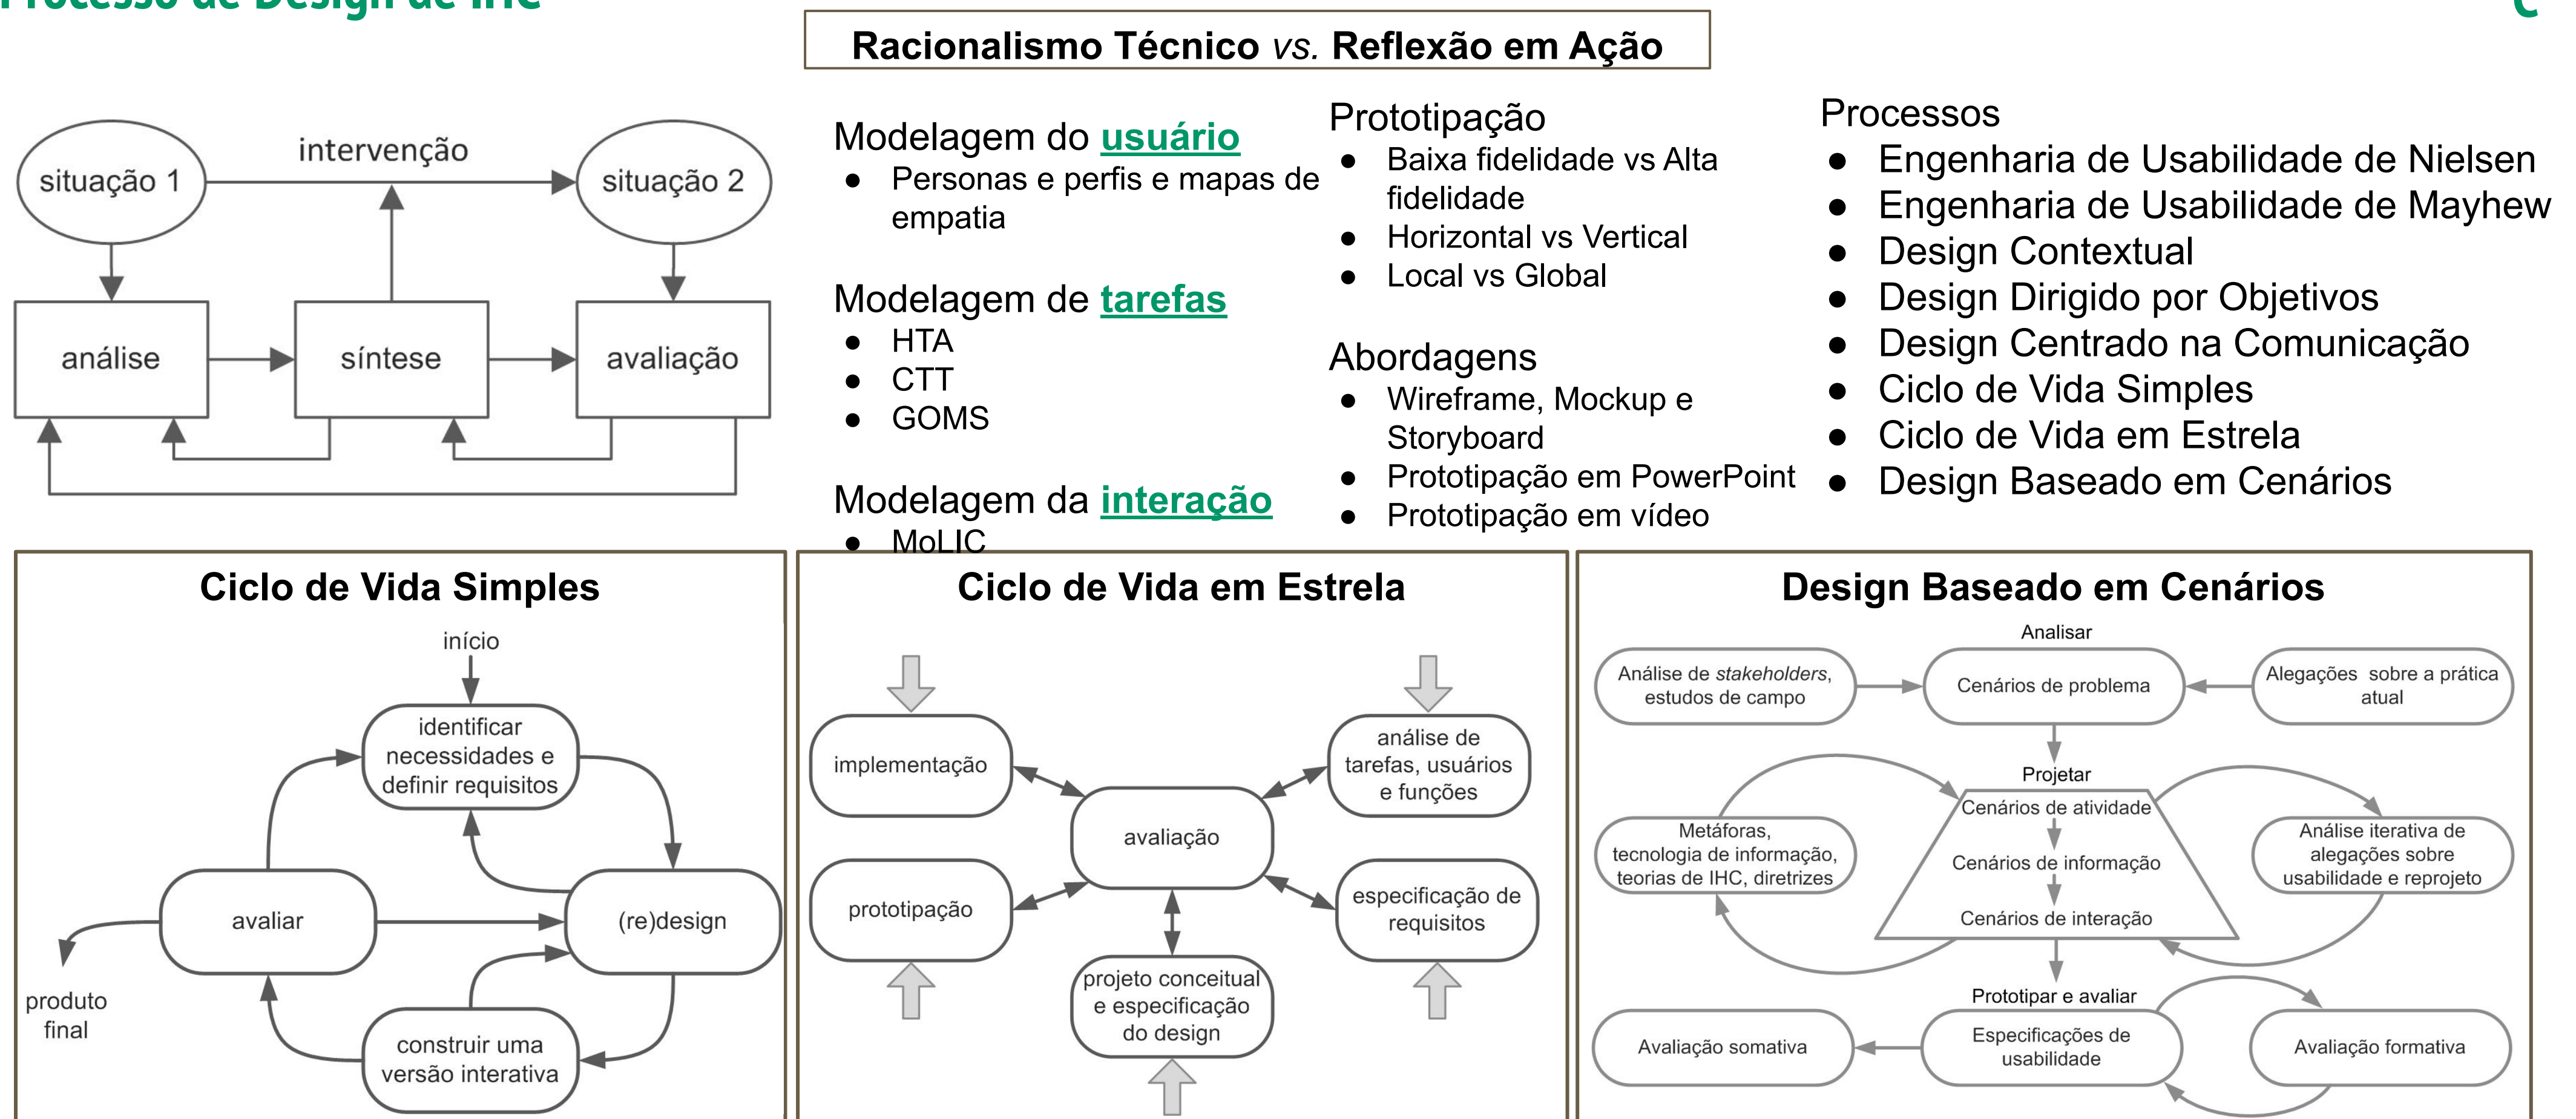 Processo de Design de IHC
Racionalismo Técnico vs. Reflexão em Ação
situação 1
intervenção
situação 2
análise
síntese
avaliação
Modelagem do usuário
● Personas e perfis e mapas de
empatia
Modelagem de tarefas
● HTA
● CTT
● GOMS
Modelagem da interação
● MoLIC
Prototipação
● Baixa fidelidade vs Alta
fidelidade
● Horizontal vs Vertical
● Local vs Global
Abordagens
● Wireframe, Mockup e
Storyboard
● Prototipação em PowerPoint
● Prototipação em vídeo
Processos
● Engenharia de Usabilidade de Nielsen
● Engenharia de Usabilidade de Mayhew
● Design Contextual
● Design Dirigido por Objetivos
● Design Centrado na Comunicação
● Ciclo de Vida Simples
● Ciclo de Vida em Estrela
● Design Baseado em Cenários
Ciclo de Vida Simples
início
identificar
necessidades e
definir requisitos
avaliar
(re)design
produto
final
construir uma
versão interativa
Ciclo de Vida em Estrela
implementação
análise de
tarefas, usuários
e funções
avaliação
prototipação
especificação de
requisitos
projeto conceitual
e especificação
do design
Design Baseado em Cenários
Analisar
Análise de stakeholders,
estudos de campo
Cenários de problema
Alegações sobre a prática
atual
Projetar
Cenários de atividade
Cenários de informação
Cenários de interação
Metáforas,
tecnologia de informação,
teorias de IHC, diretrizes
Análise iterativa de
alegações sobre
usabilidade e reprojeto
Prototipar e avaliar
Avaliação somativa
Especificações de
usabilidade
Avaliação formativa